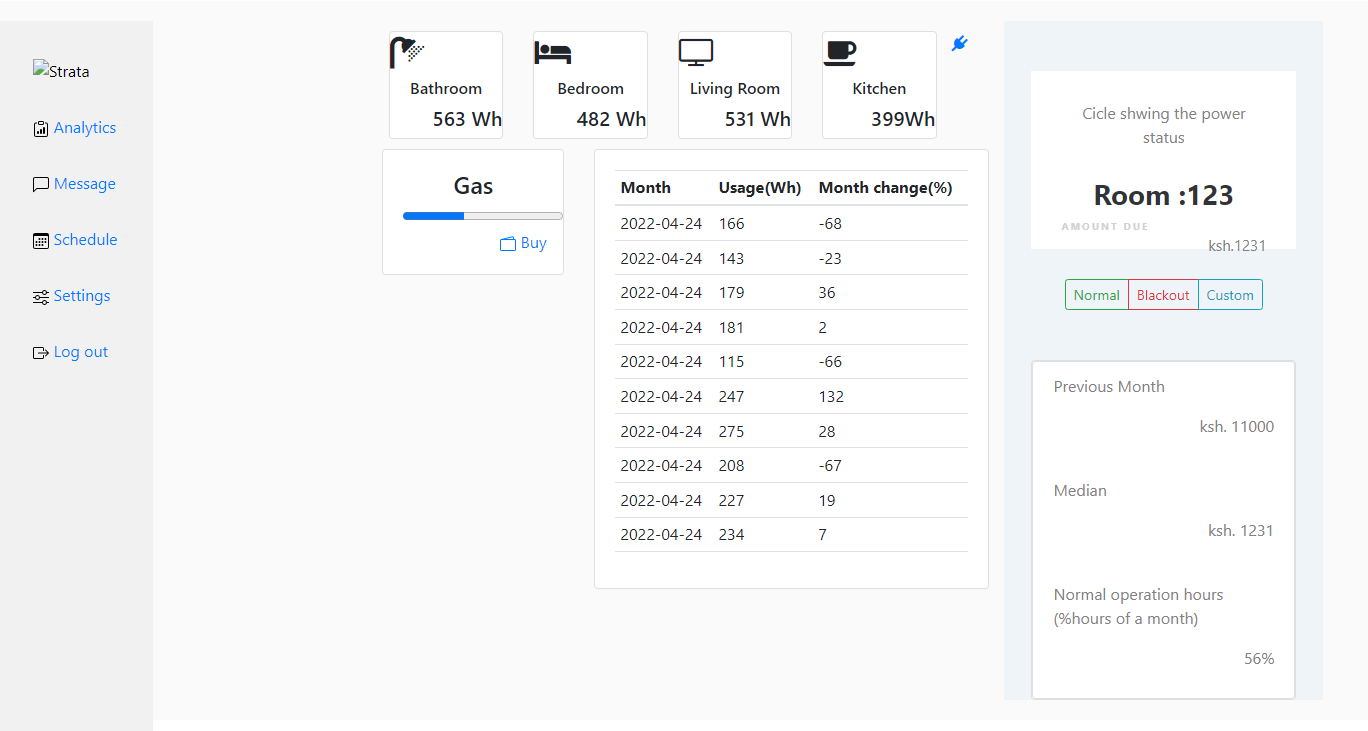 Strata
Analytics
Message
Schedule
Settings
Log out
Bathroom
563 Wh
Bedroom
482 Wh
Living Room
531 Wh
Kitchen
399Wh
Gas
Buy
Month Usage(Wh) Month change(%)
2022-04-24 166 -68
2022-04-24 143 -23
2022-04-24 179 36
2022-04-24 181 2
2022-04-24 115 -66
2022-04-24 247 132
2022-04-24 275 28
2022-04-24 208 -67
2022-04-24 227 19
2022-04-24 234 7
Cicle shwing the power
status
Room :123
AMOUNT DUE
ksh.1231
Normal Blackout Custom
Previous Month
ksh. 11000
Median
ksh. 1231
Normal operation hours
(%hours of a month)
56%